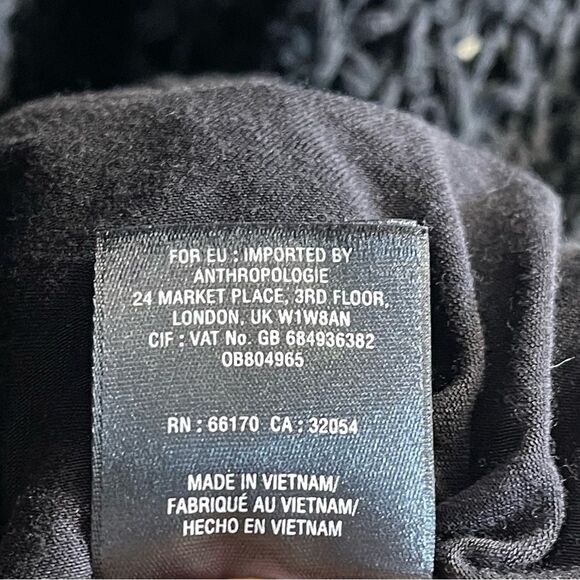 FOR EU : IMPORTED BY
ANTHROPOLOGIE
24 MARKET PLACE, 3RD FLOOR,
LONDON, UK W1W8AN
CIF : VAT No. GB 684936382
OB804965
RN : 66170 CA : 32054
MADE IN VIETNAM/
FABRIQUÉ AU VIETNAM/
HECHO EN VIETNAM